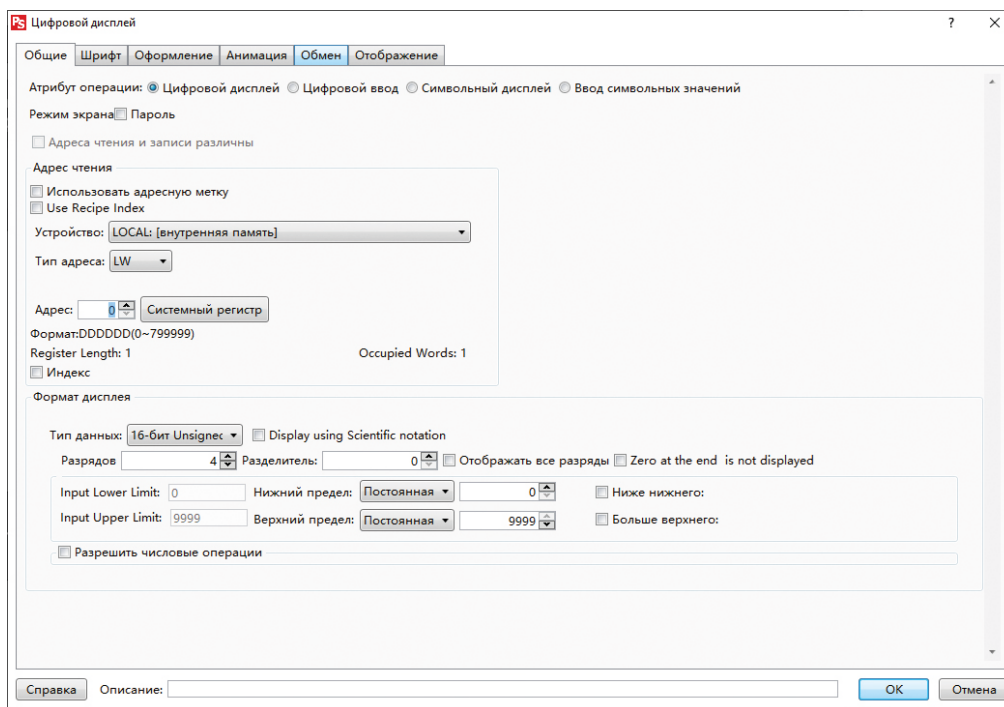 PS Цифровой дисплей ? ×
Общие Шрифт Оформление Анимация Обмен Отображение
Атрибут операции: Цифровой дисплей Цифровой ввод Символьный дисплей Ввод символьных значений
Режим экрана Пароль
Адреса чтения и записи различны
Адрес чтения
Использовать адресную метку
Use Recipe Index
Устройство: LOCAL: [внутренняя память]
Тип адреса: LW
Адрес: 0 Системный регистр
Формат:DDDDDD(0~799999)
Register Length: 1 Occupied Words: 1
Индекс
Формат дисплея
Тип данных: 16-бит Unsignec Display using Scientific notation
Разрядов 4 Разделитель: 0 Отображать все разряды Zero at the end is not displayed
Input Lower Limit: 0 Нижний предел: Постоянная 0 Ниже нижнего:
Input Upper Limit: 9999 Верхний предел: Постоянная 9999 Больше верхнего:
Разрешить числовые операции
Справка Описание: OK Отмена